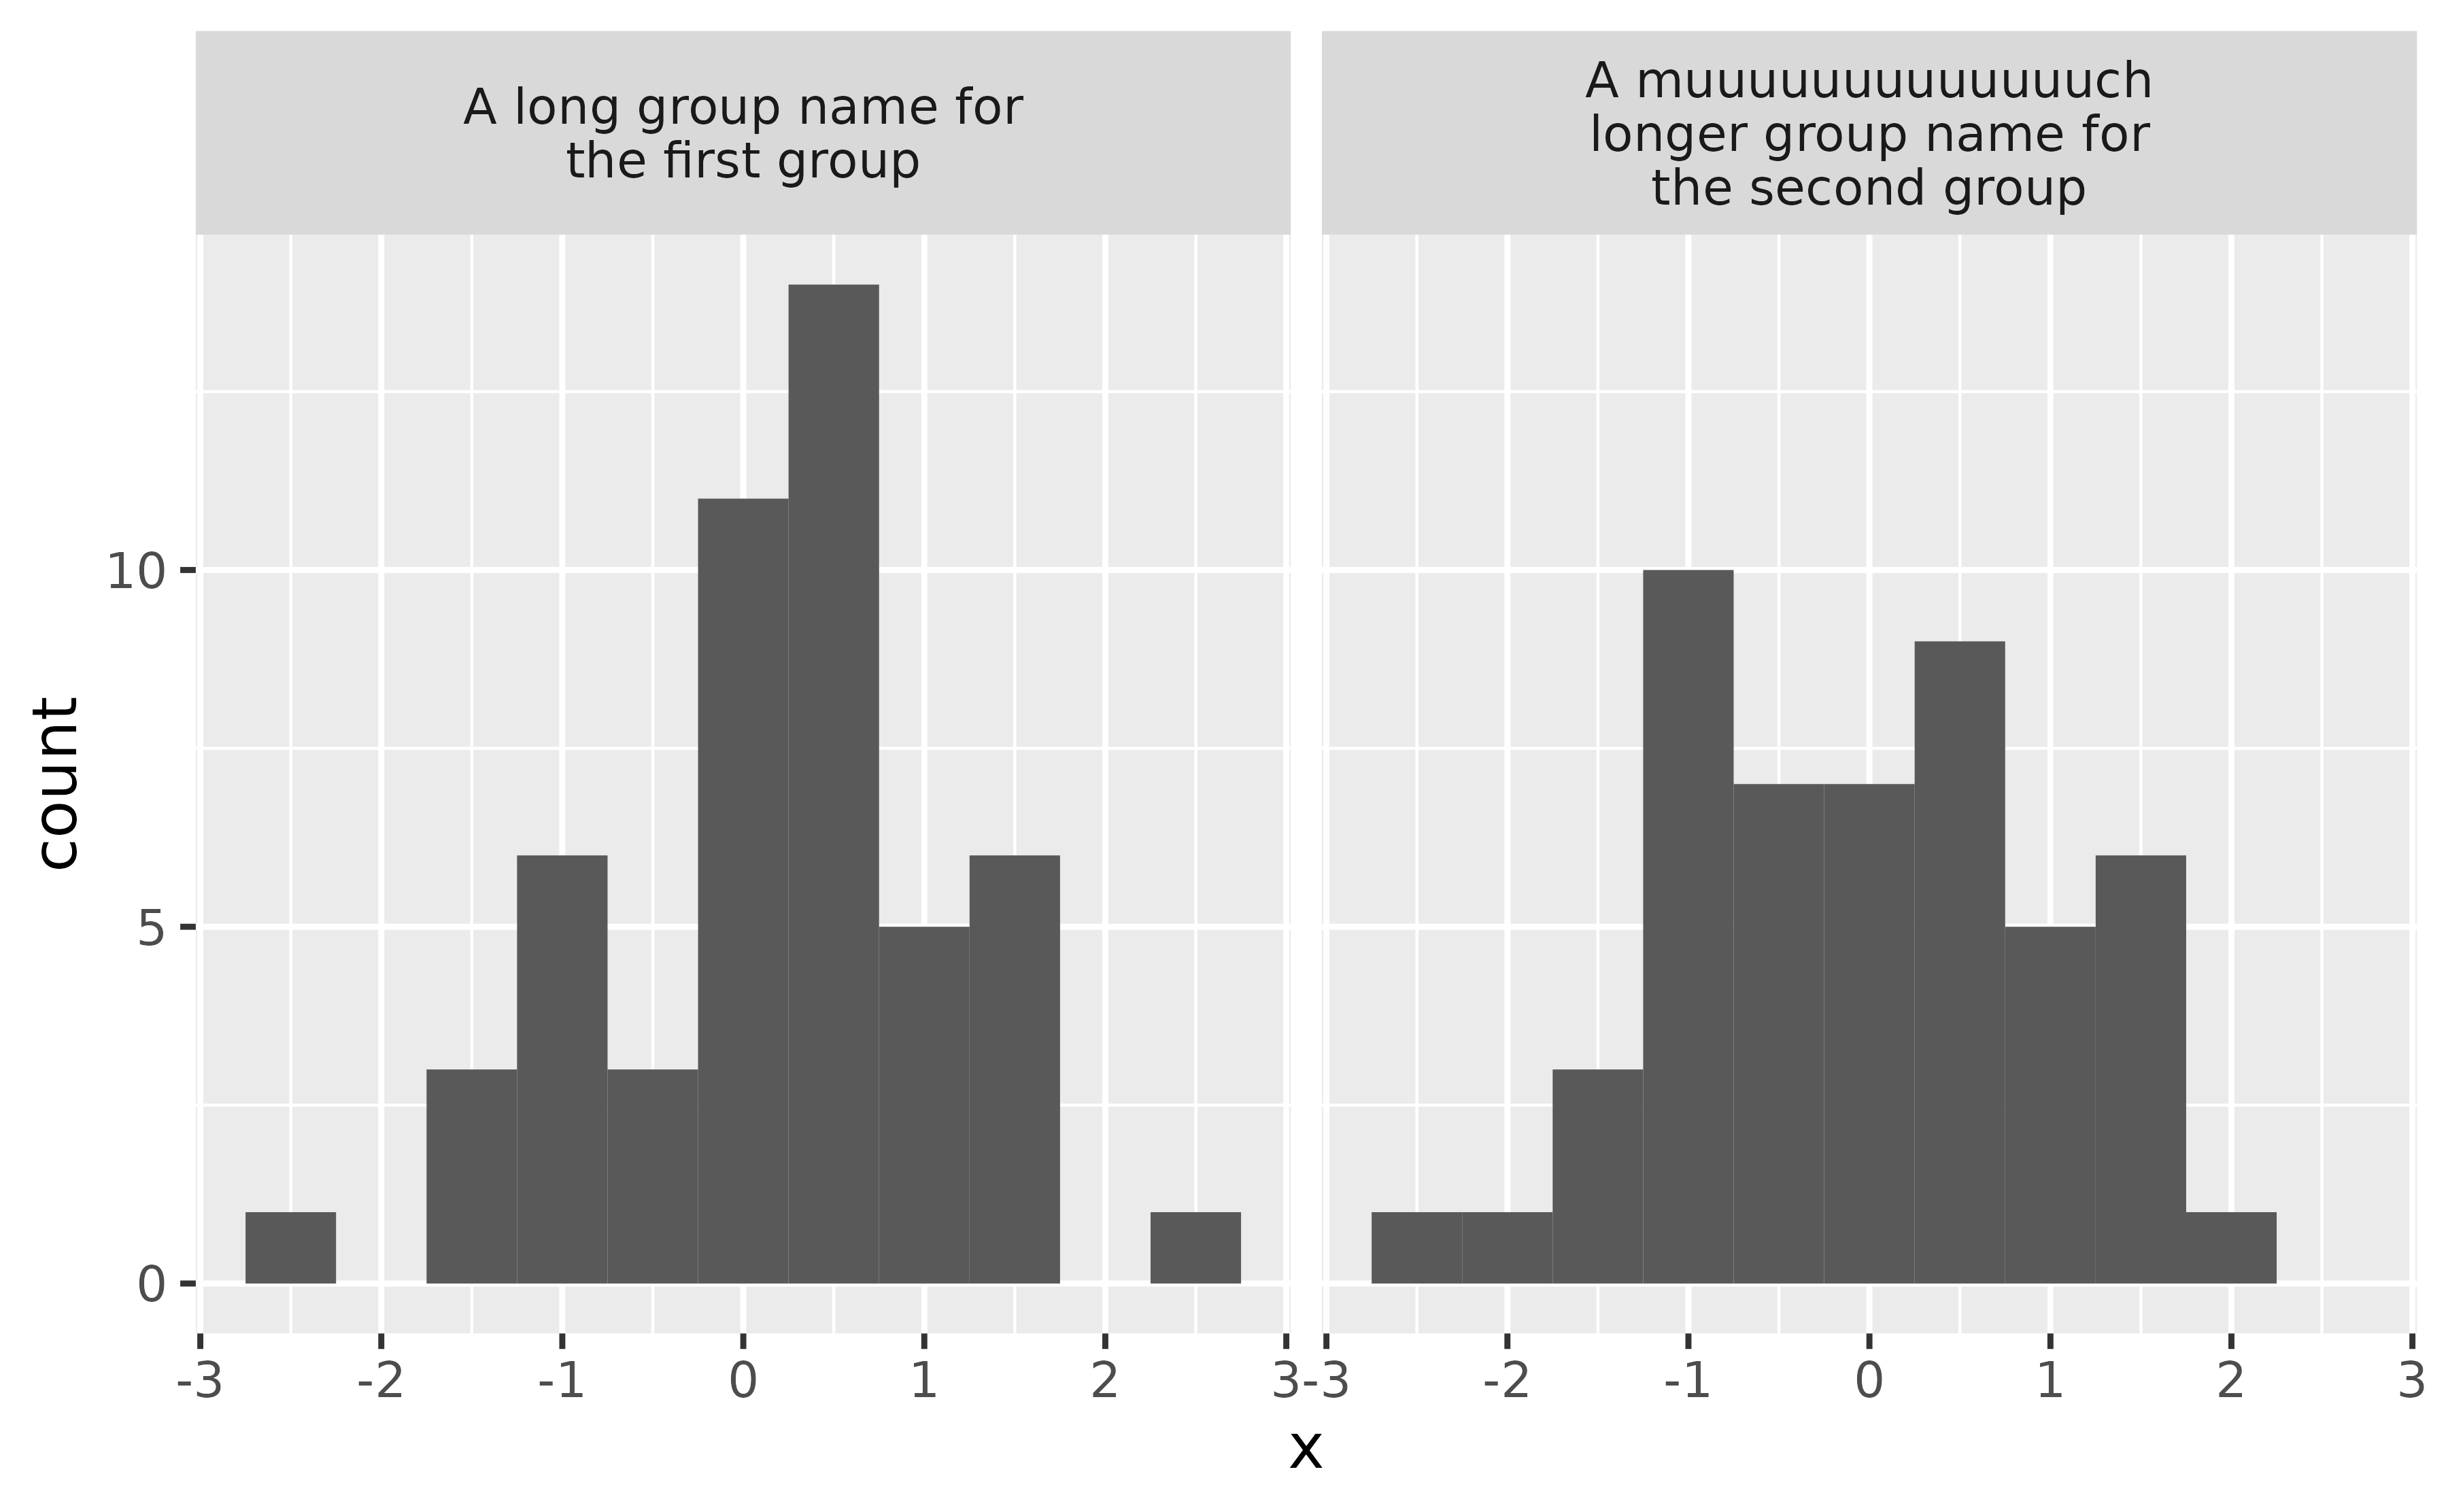 A long group name for
the first group
A muuuuuuuuuuuuuuch
longer group name for
the second group
count
10
5
0
-3 -2 -1 0 1 2 3
-3 -2 -1 0 1 2 3
x